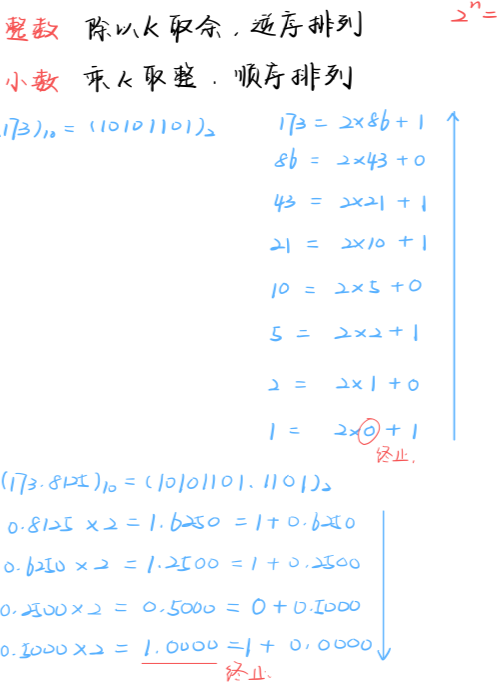 整数 除以K取余，逆序排列
2^n=
小数 乘K取整．顺序排列
173)₁₀ = (10101101)₂
173 = 2×86+1
86 = 2×43+0
43 = 2×21+1
21 = 2×10+1
10 = 2×5+0
5 = 2×2+1
2 = 2×1+0
1 = 2×0+1
终止.
(173.8125)₁₀ = (10101101.1101)₂
0.8125×2 = 1.6250 = 1+0.6250
0.6250×2 = 1.2500 = 1+0.2500
0.2500×2 = 0.5000 = 0+0.5000
0.5000×2 = 1.0000 = 1+0.0000
终止.